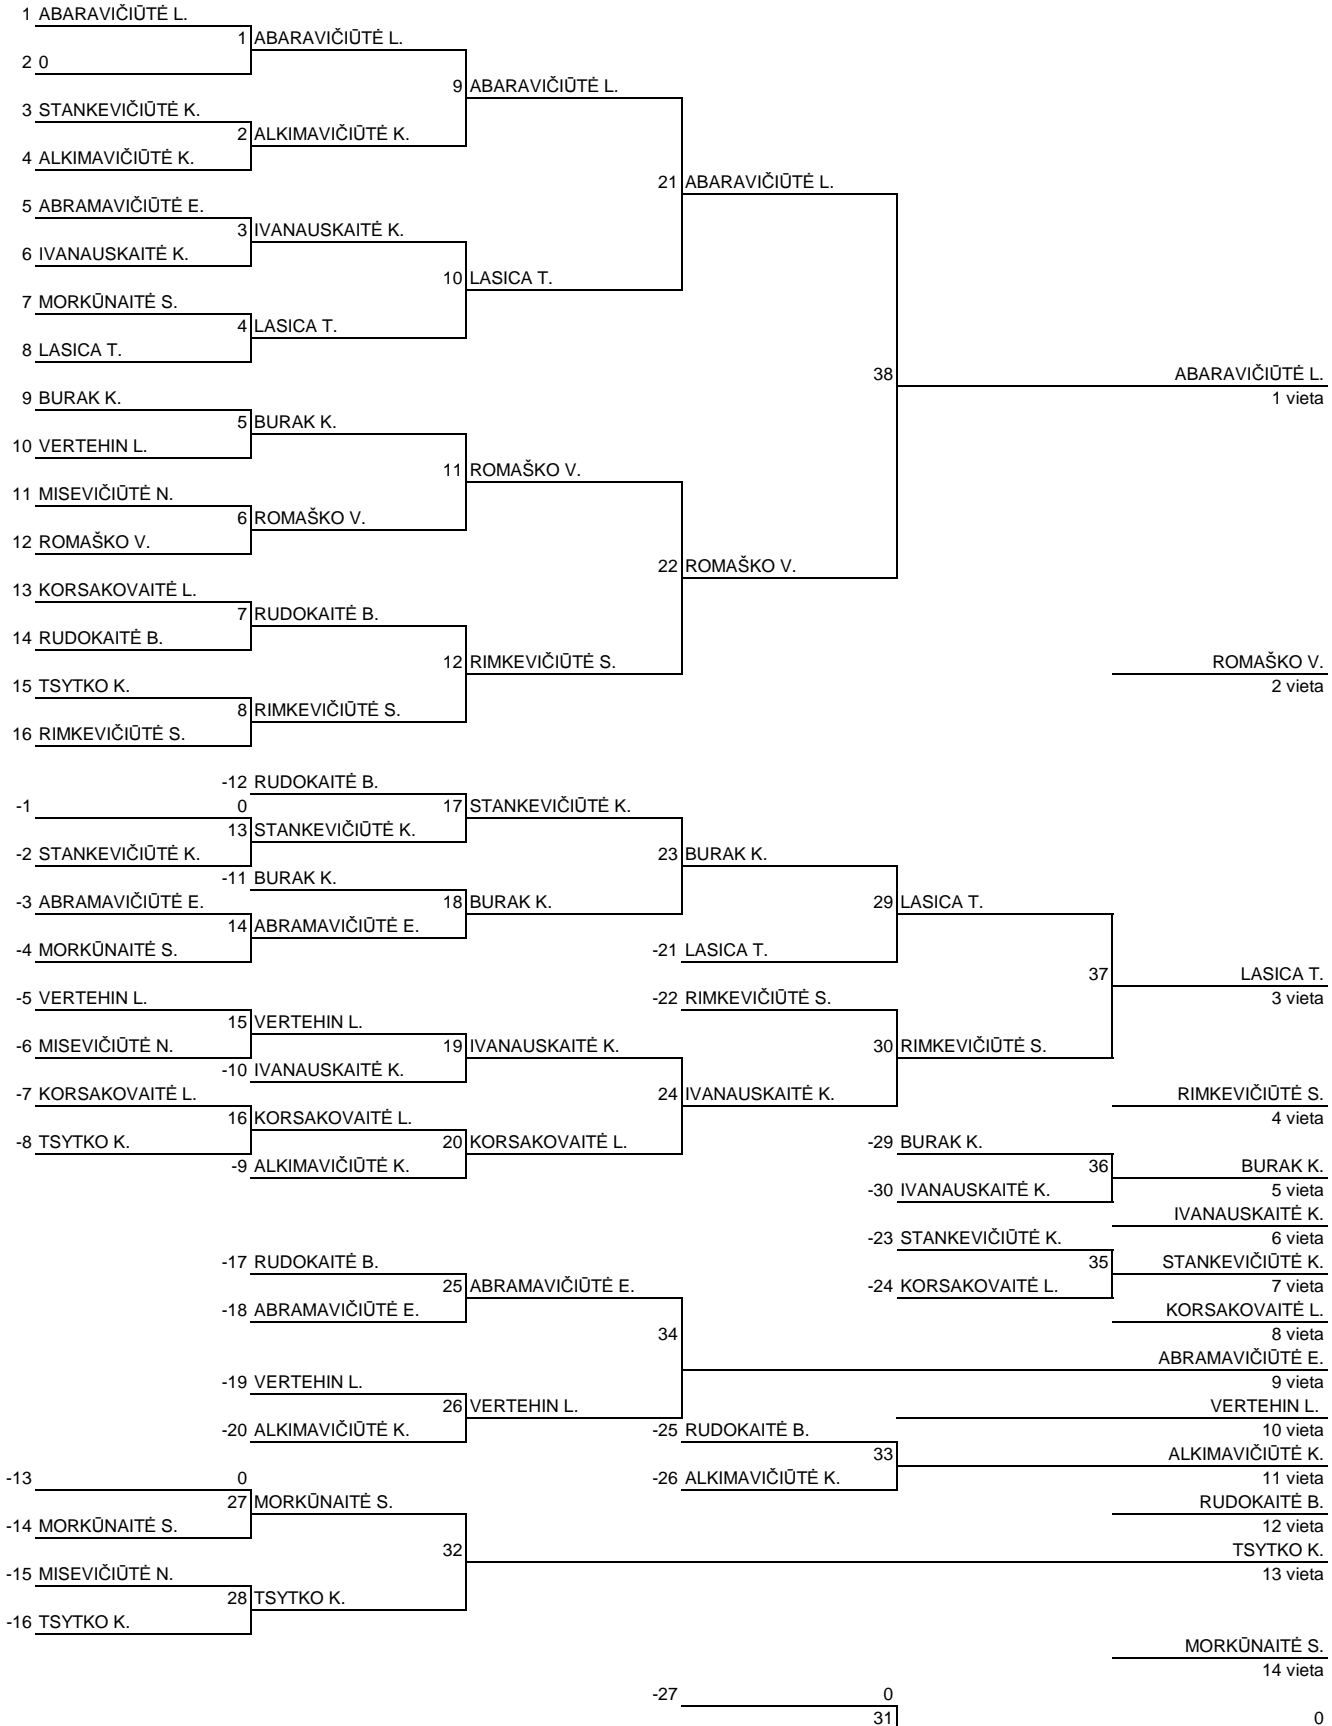 1 ABARAVIČIŪTĖ L.
1 ABARAVIČIŪTĖ L.
2 0
9 ABARAVIČIŪTĖ L.
3 STANKEVIČIŪTĖ K.
2 ALKIMAVIČIŪTĖ K.
4 ALKIMAVIČIŪTĖ K.
21 ABARAVIČIŪTĖ L.
5 ABRAMAVIČIŪTĖ E.
3 IVANAUSKAITĖ K.
6 IVANAUSKAITĖ K.
10 LASICA T.
7 MORKŪNAITĖ S.
4 LASICA T.
8 LASICA T.
38 ABARAVIČIŪTĖ L.
9 BURAK K.
1 vieta
5 BURAK K.
10 VERTEHIN L.
11 ROMAŠKO V.
11 MISEVIČIŪTĖ N.
6 ROMAŠKO V.
12 ROMAŠKO V.
22 ROMAŠKO V.
13 KORSAKOVAITĖ L.
7 RUDOKAITĖ B.
14 RUDOKAITĖ B.
12 RIMKEVIČIŪTĖ S.
ROMAŠKO V.
15 TSYTKO K.
2 vieta
8 RIMKEVIČIŪTĖ S.
16 RIMKEVIČIŪTĖ S.
-12 RUDOKAITĖ B.
-1 0
17 STANKEVIČIŪTĖ K.
13 STANKEVIČIŪTĖ K.
-2 STANKEVIČIŪTĖ K.
23 BURAK K.
-11 BURAK K.
-3 ABRAMAVIČIŪTĖ E.
18 BURAK K.
29 LASICA T.
14 ABRAMAVIČIŪTĖ E.
-4 MORKŪNAITĖ S.
-21 LASICA T.
37 LASICA T.
-5 VERTEHIN L.
-22 RIMKEVIČIŪTĖ S.
3 vieta
15 VERTEHIN L.
-6 MISEVIČIŪTĖ N.
19 IVANAUSKAITĖ K.
30 RIMKEVIČIŪTĖ S.
-10 IVANAUSKAITĖ K.
-7 KORSAKOVAITĖ L.
24 IVANAUSKAITĖ K.
RIMKEVIČIŪTĖ S.
16 KORSAKOVAITĖ L.
4 vieta
-8 TSYTKO K.
20 KORSAKOVAITĖ L.
-29 BURAK K.
-9 ALKIMAVIČIŪTĖ K.
36 BURAK K.
-30 IVANAUSKAITĖ K.
5 vieta
IVANAUSKAITĖ K.
-23 STANKEVIČIŪTĖ K.
6 vieta
-17 RUDOKAITĖ B.
35 STANKEVIČIŪTĖ K.
25 ABRAMAVIČIŪTĖ E.
-24 KORSAKOVAITĖ L.
7 vieta
-18 ABRAMAVIČIŪTĖ E.
KORSAKOVAITĖ L.
34
8 vieta
ABRAMAVIČIŪTĖ E.
-19 VERTEHIN L.
9 vieta
26 VERTEHIN L.
VERTEHIN L.
-20 ALKIMAVIČIŪTĖ K.
-25 RUDOKAITĖ B.
10 vieta
33 ALKIMAVIČIŪTĖ K.
-13 0
-26 ALKIMAVIČIŪTĖ K.
11 vieta
27 MORKŪNAITĖ S.
RUDOKAITĖ B.
-14 MORKŪNAITĖ S.
12 vieta
32 TSYTKO K.
-15 MISEVIČIŪTĖ N.
13 vieta
28 TSYTKO K.
-16 TSYTKO K.
MORKŪNAITĖ S.
14 vieta
-27 0
31 0